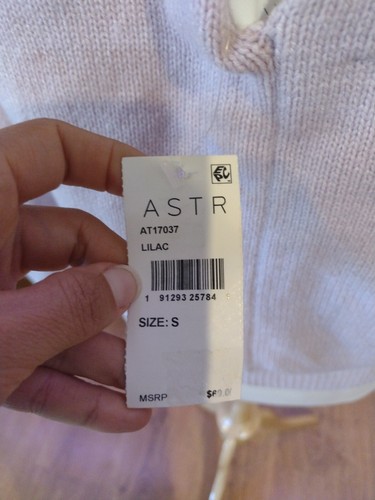 ASTR
AT17037
LILAC
1 91293 25784
SIZE: S
MSRP